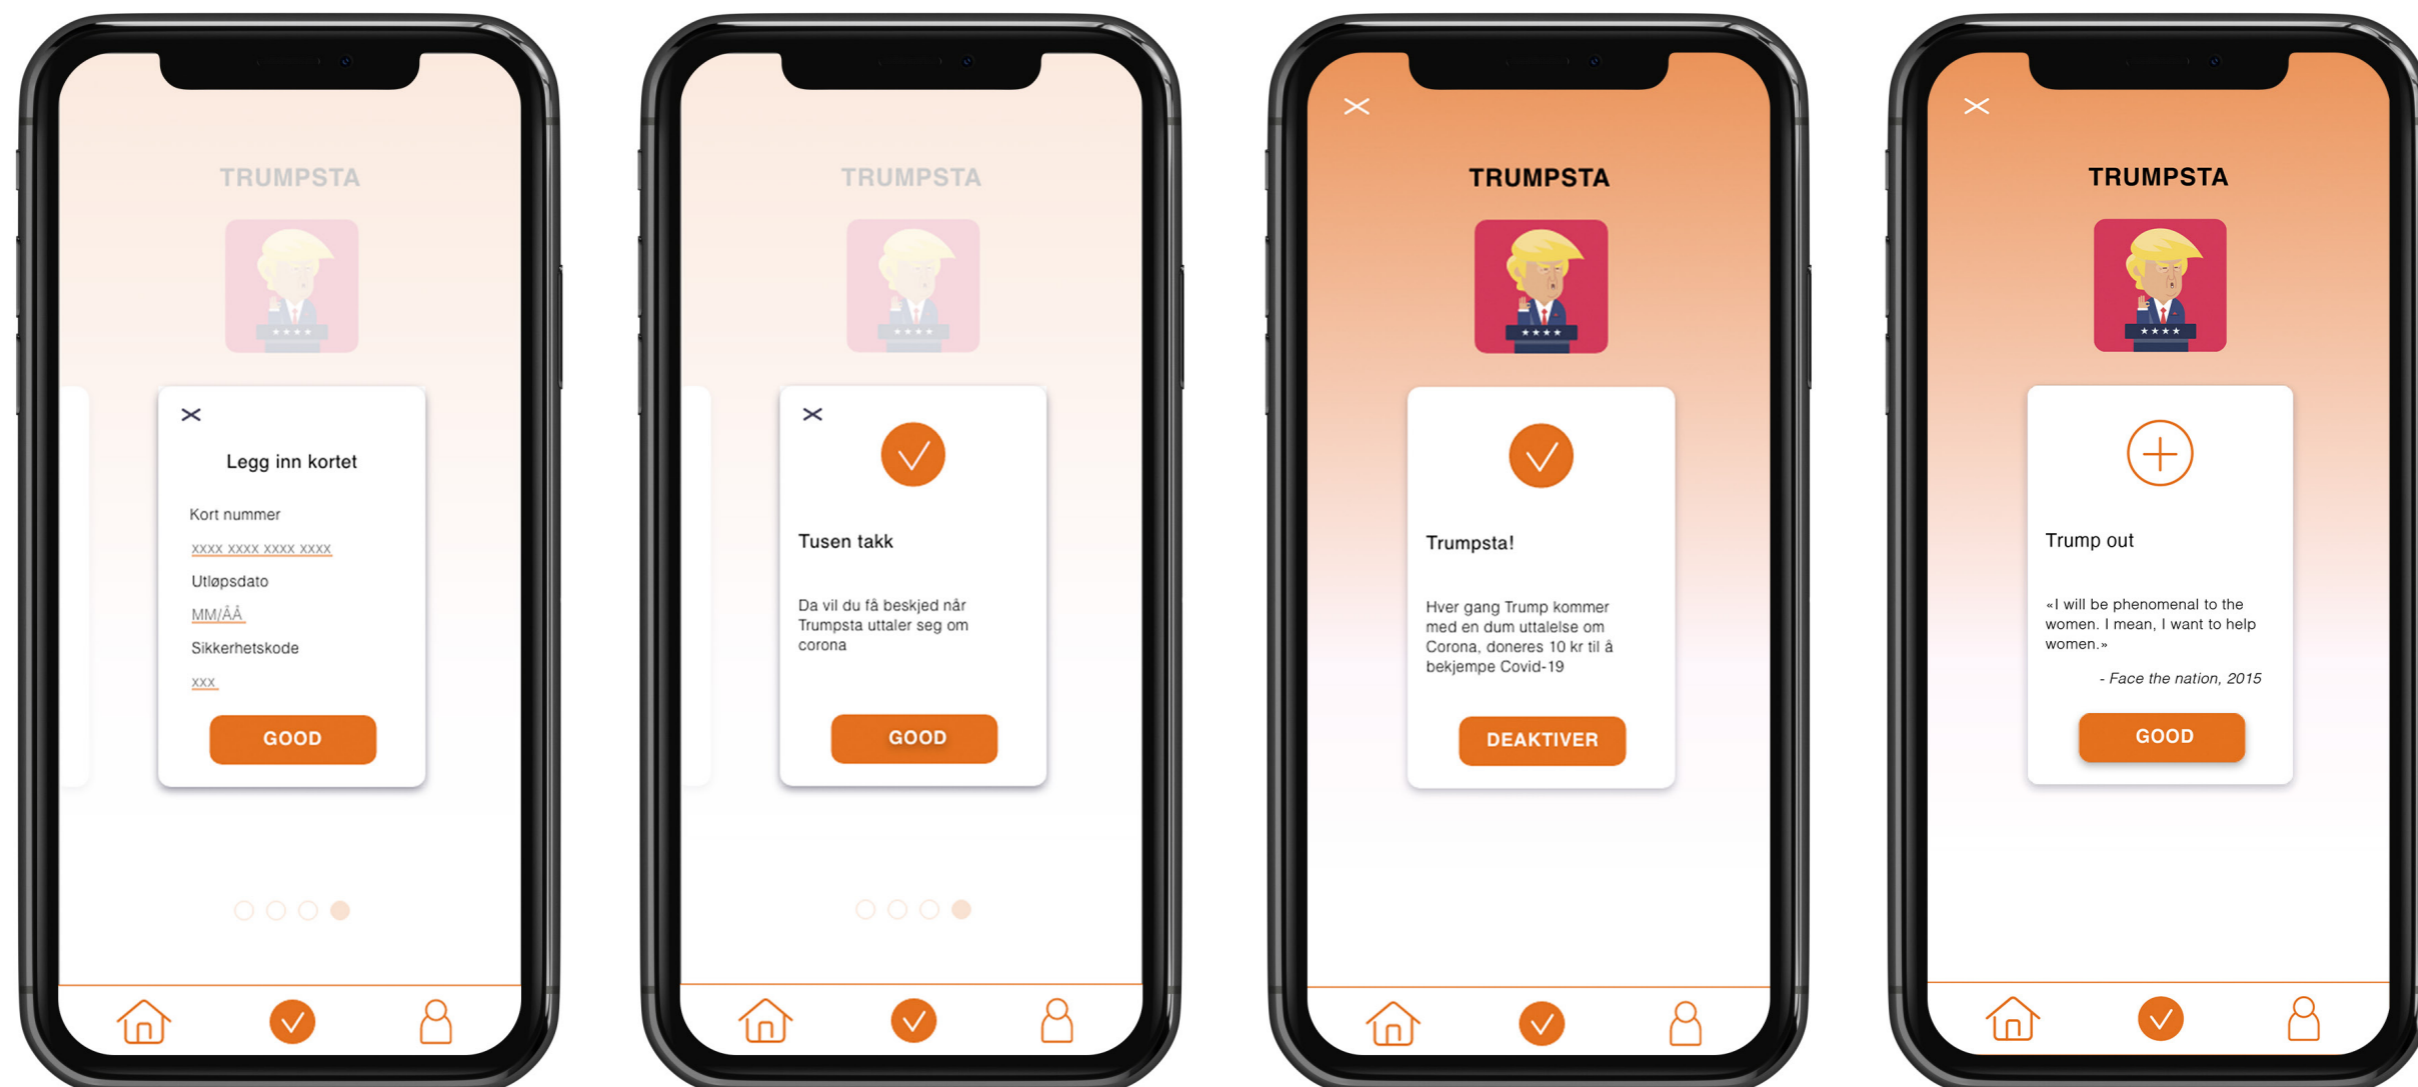 TRUMPSTA
Legg inn kortet
Kort nummer
xxxx xxxx xxxx xxxx
Utløpsdato
MM/ÅÅ
Sikkerhetskode
xxx
GOOD
TRUMPSTA
Tusen takk
Da vil du få beskjed når
Trumpsta uttaler seg om
corona
GOOD
TRUMPSTA
Trumpsta!
Hver gang Trump kommer
med en dum uttalelse om
Corona, doneres 10 kr til å
bekjempe Covid-19
DEAKTIVER
TRUMPSTA
Trump out
«I will be phenomenal to the
women. I mean, I want to help
women.»
- Face the nation, 2015
GOOD